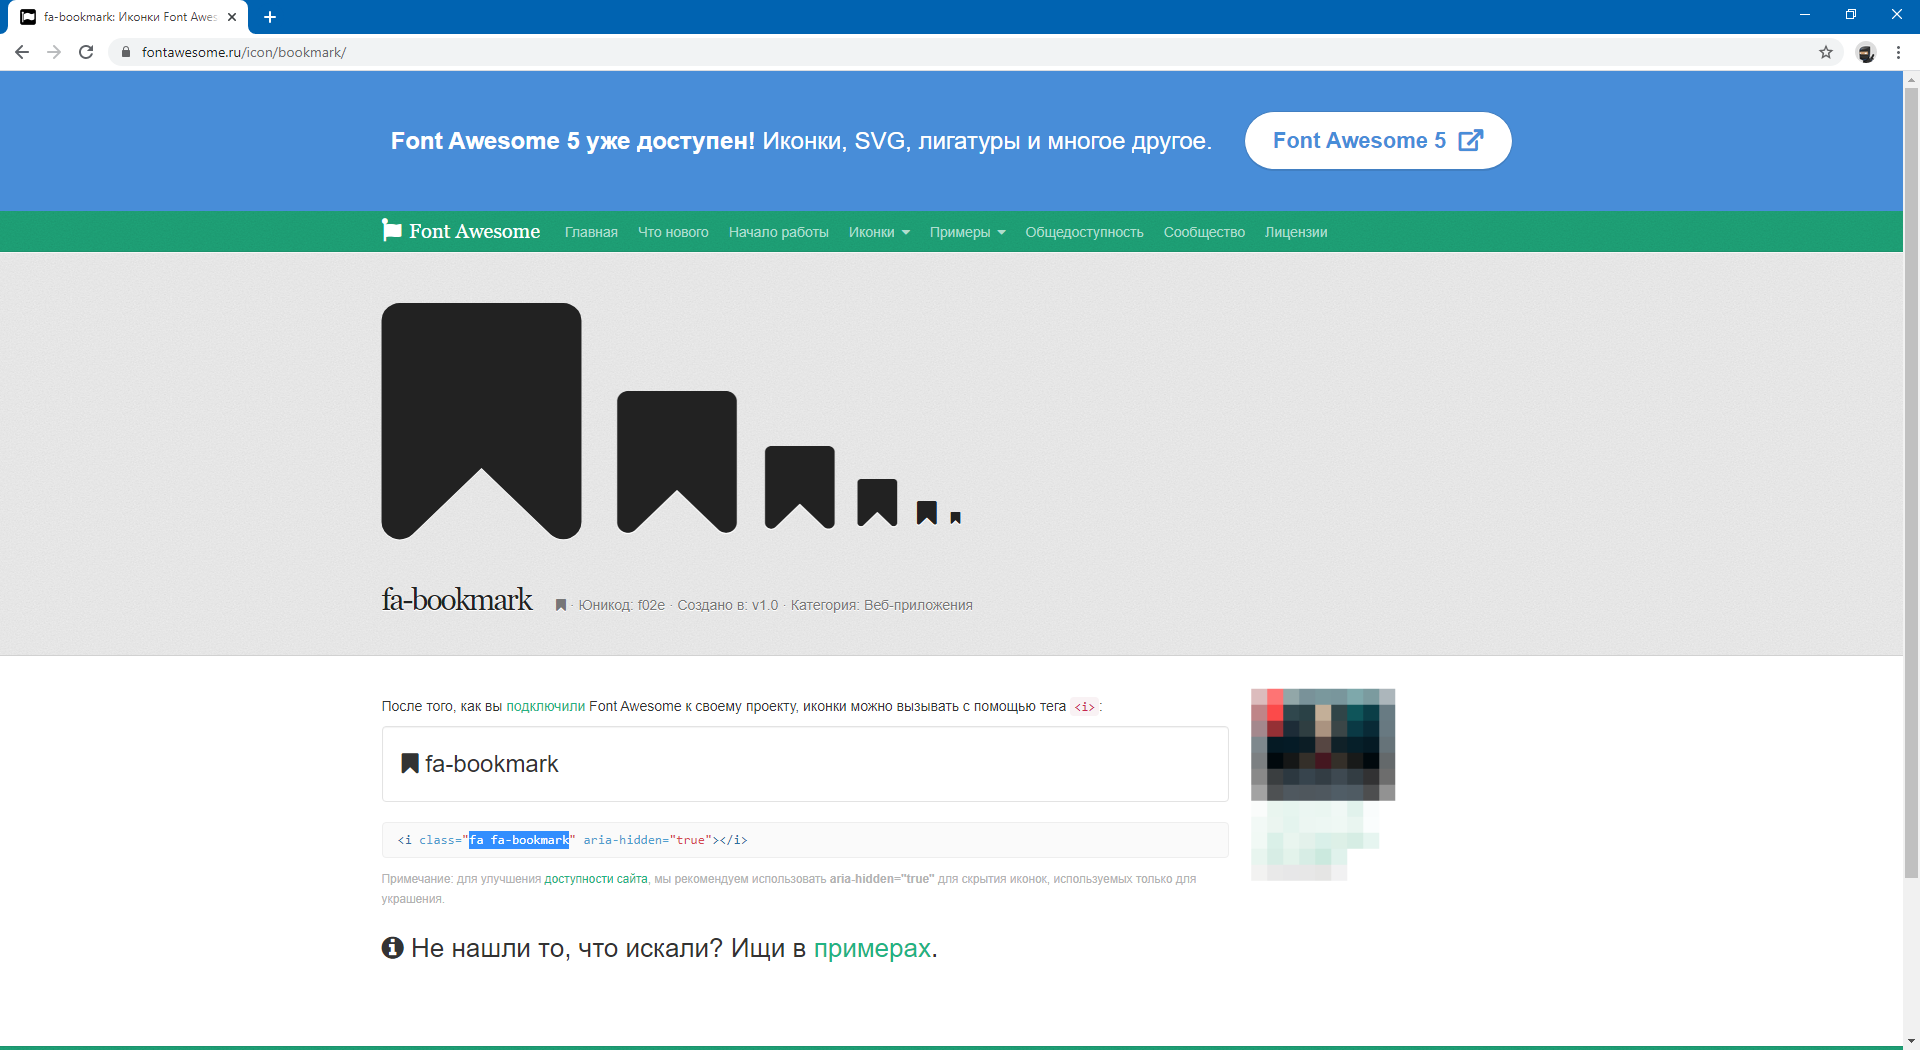 fa-bookmark: Иконки Font Awes
fontawesome.ru/icon/bookmark/
Font Awesome 5 уже доступен! Иконки, SVG, лигатуры и многое другое.
Font Awesome 5
Font Awesome
Главная
Что нового
Начало работы
Иконки
Примеры
Общедоступность
Сообщество
Лицензии
fa-bookmark
· Юникод: f02e · Создано в: v1.0 · Категория: Веб-приложения
После того, как вы подключили Font Awesome к своему проекту, иконки можно вызывать с помощью тега <i>:
fa-bookmark
<i class="fa fa-bookmark" aria-hidden="true"></i>
Примечание: для улучшения доступности сайта, мы рекомендуем использовать aria-hidden="true" для скрытия иконок, используемых только для
украшения.
Не нашли то, что искали? Ищи в примерах.